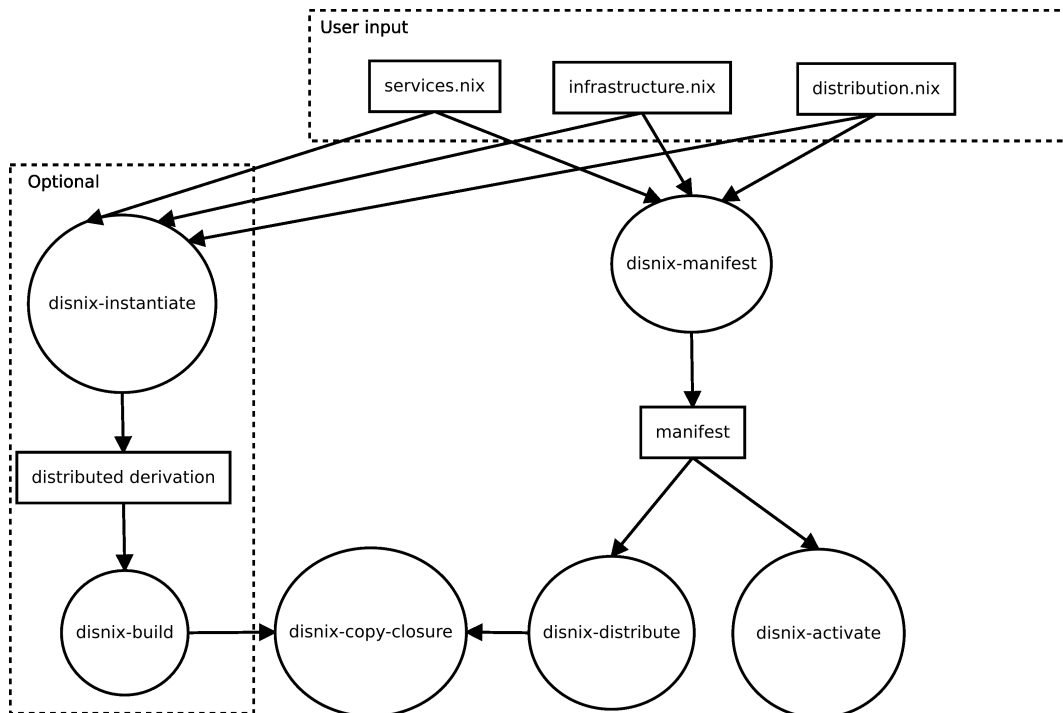 User input
services.nix
infrastructure.nix
distribution.nix
Optional
disnix-instantiate
disnix-manifest
manifest
distributed derivation
disnix-build
disnix-copy-closure
disnix-distribute
disnix-activate